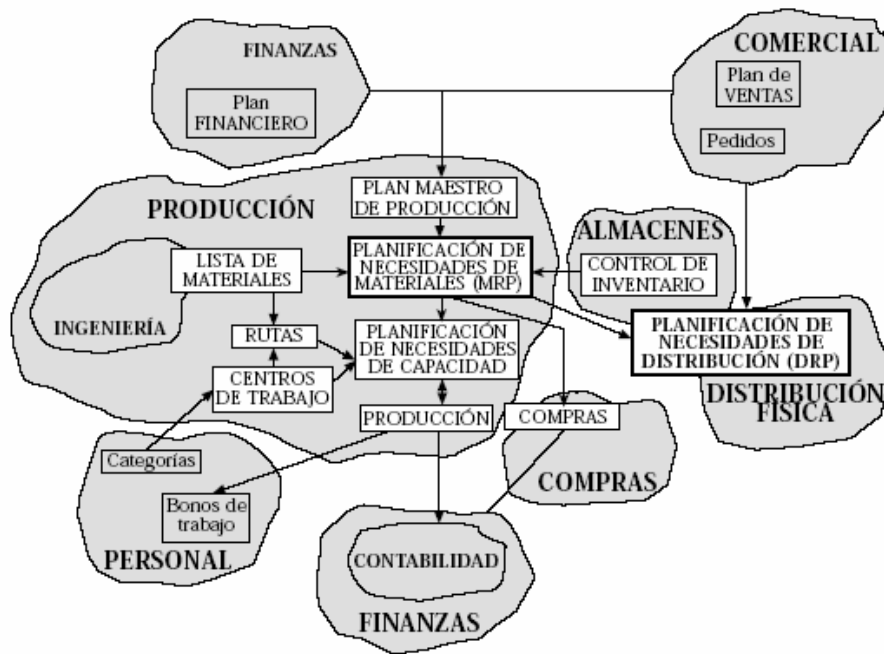 FINANZAS
Plan
FINANCIERO
COMERCIAL
Plan de
VENTAS
Pedidos
PRODUCCIÓN
PLAN MAESTRO
DE PRODUCCIÓN
ALMACENES
LISTA DE
MATERIALES
PLANIFICACIÓN DE
NECESIDADES DE
MATERIALES (MRP)
CONTROL DE
INVENTARIO
INGENIERÍA
RUTAS
PLANIFICACIÓN
DE NECESIDADES
DE CAPACIDAD
PLANIFICACIÓN DE
NECESIDADES DE
DISTRIBUCIÓN (DRP)
CENTROS
DE TRABAJO
DISTRIBUCIÓN
FÍSICA
PRODUCCIÓN
COMPRAS
Categorías
COMPRAS
Bonos de
trabajo
PERSONAL
CONTABILIDAD
FINANZAS